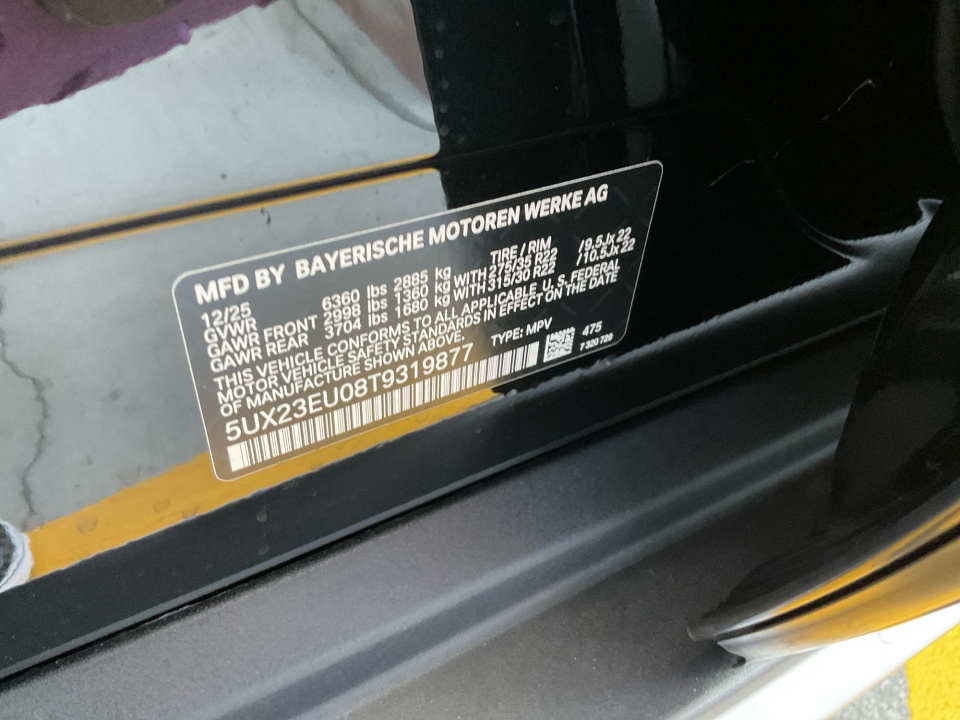 MFD BY BAYERISCHE MOTOREN WERKE AG
12/25 TIRE / RIM
GVWR 6360 lbs 2885 kg
GAWR FRONT 2998 lbs 1360 kg WITH 275/35 R22 /9.5Jx22
GAWR REAR 3704 lbs 1680 kg WITH 315/30 R22 /10.5Jx22
THIS VEHICLE CONFORMS TO ALL APPLICABLE U. S. FEDERAL
MOTOR VEHICLE SAFETY STANDARDS IN EFFECT ON THE DATE
OF MANUFACTURE SHOWN ABOVE. TYPE: MPV
5UX23EU08T9319877
475
7 320 729